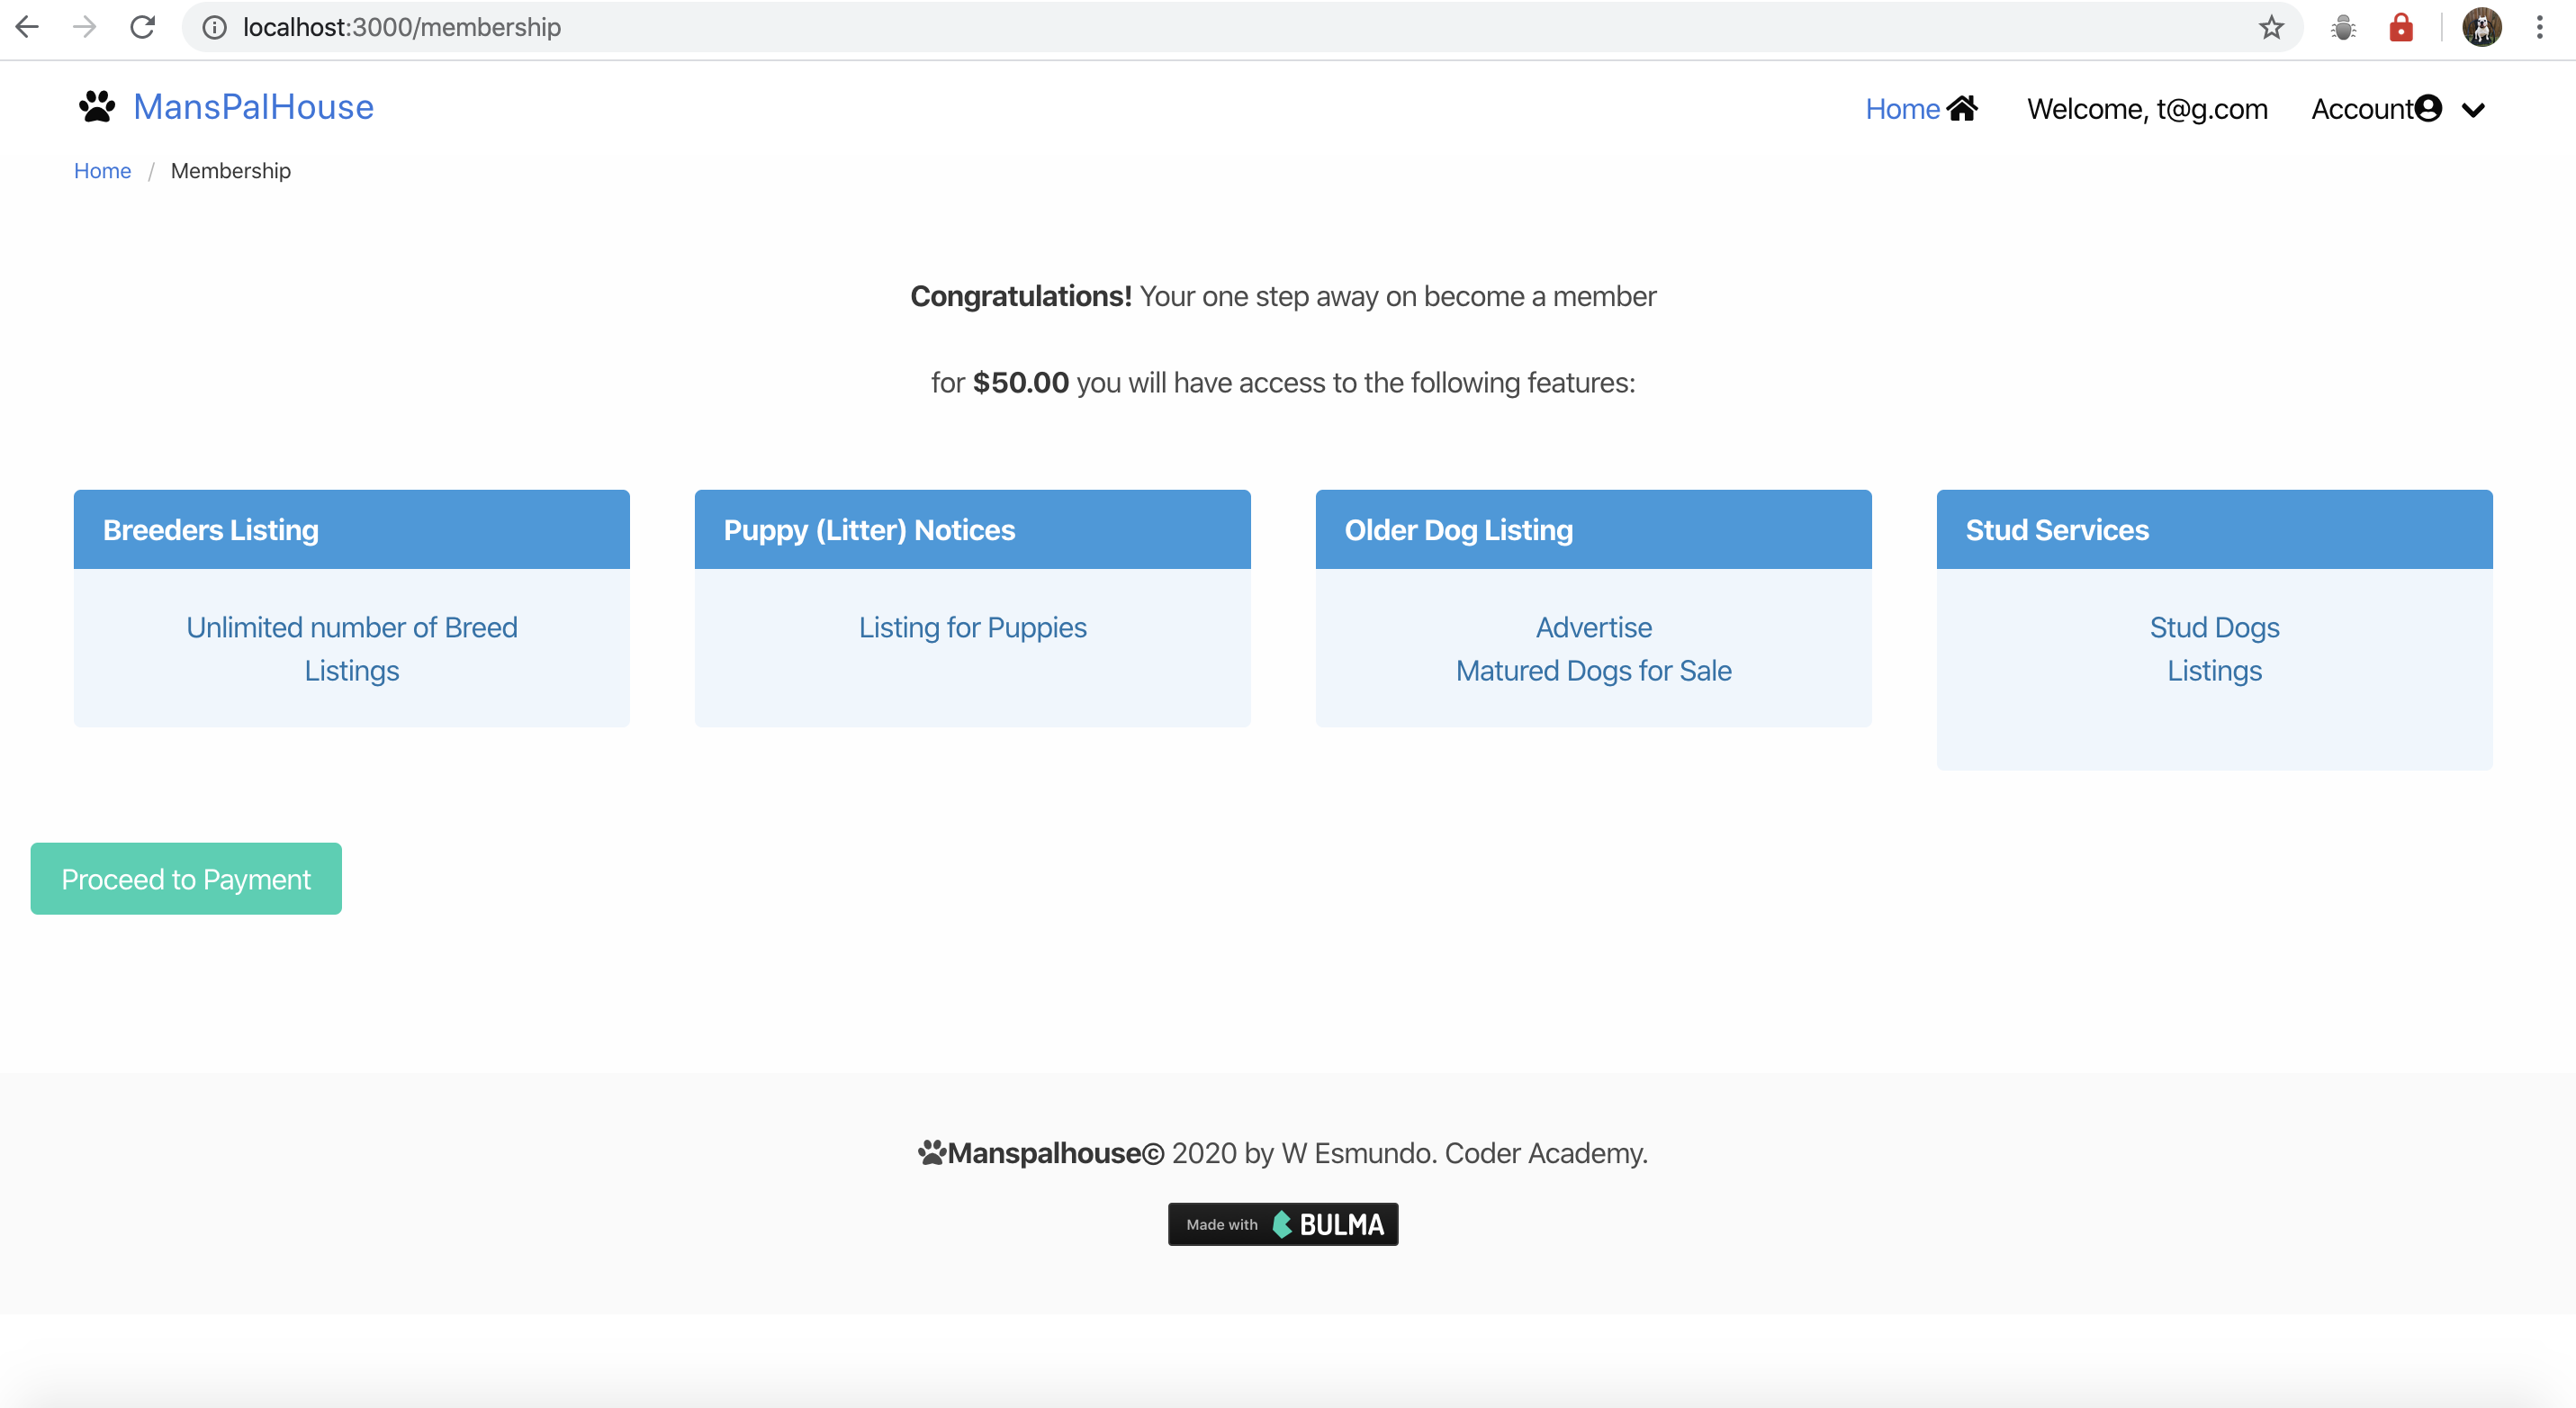 localhost:3000/membership
MansPalHouse
Home Welcome, t@g.com Account
Home / Membership
Congratulations! Your one step away on become a member
for $50.00 you will have access to the following features:
Breeders Listing
Unlimited number of Breed
Listings
Puppy (Litter) Notices
Listing for Puppies
Older Dog Listing
Advertise
Matured Dogs for Sale
Stud Services
Stud Dogs
Listings
Proceed to Payment
Manspalhouse© 2020 by W Esmundo. Coder Academy.
Made with BULMA